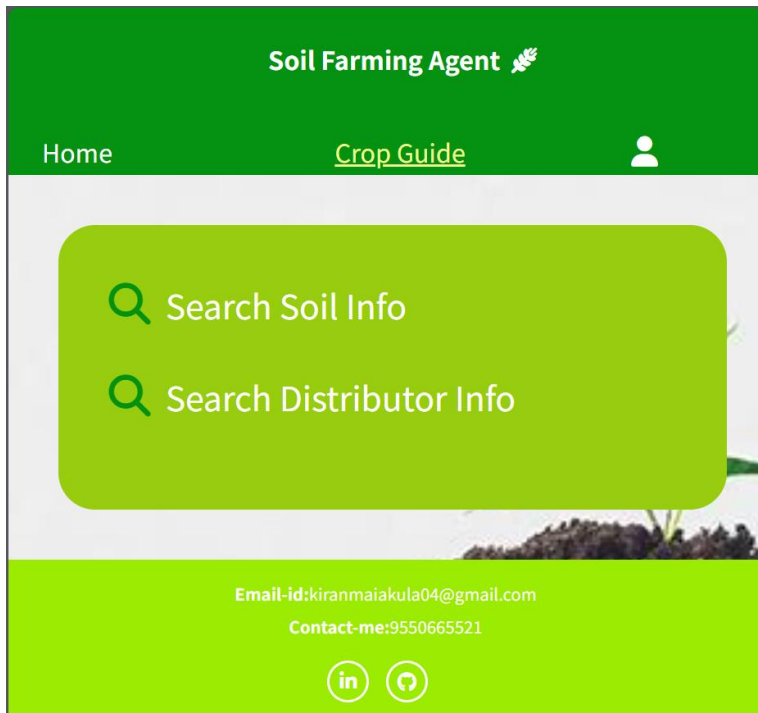 Soil Farming Agent
Home Crop Guide
Search Soil Info
Search Distributor Info
Email-id:kiranmaiakula04@gmail.com
Contact-me:9550665521
in